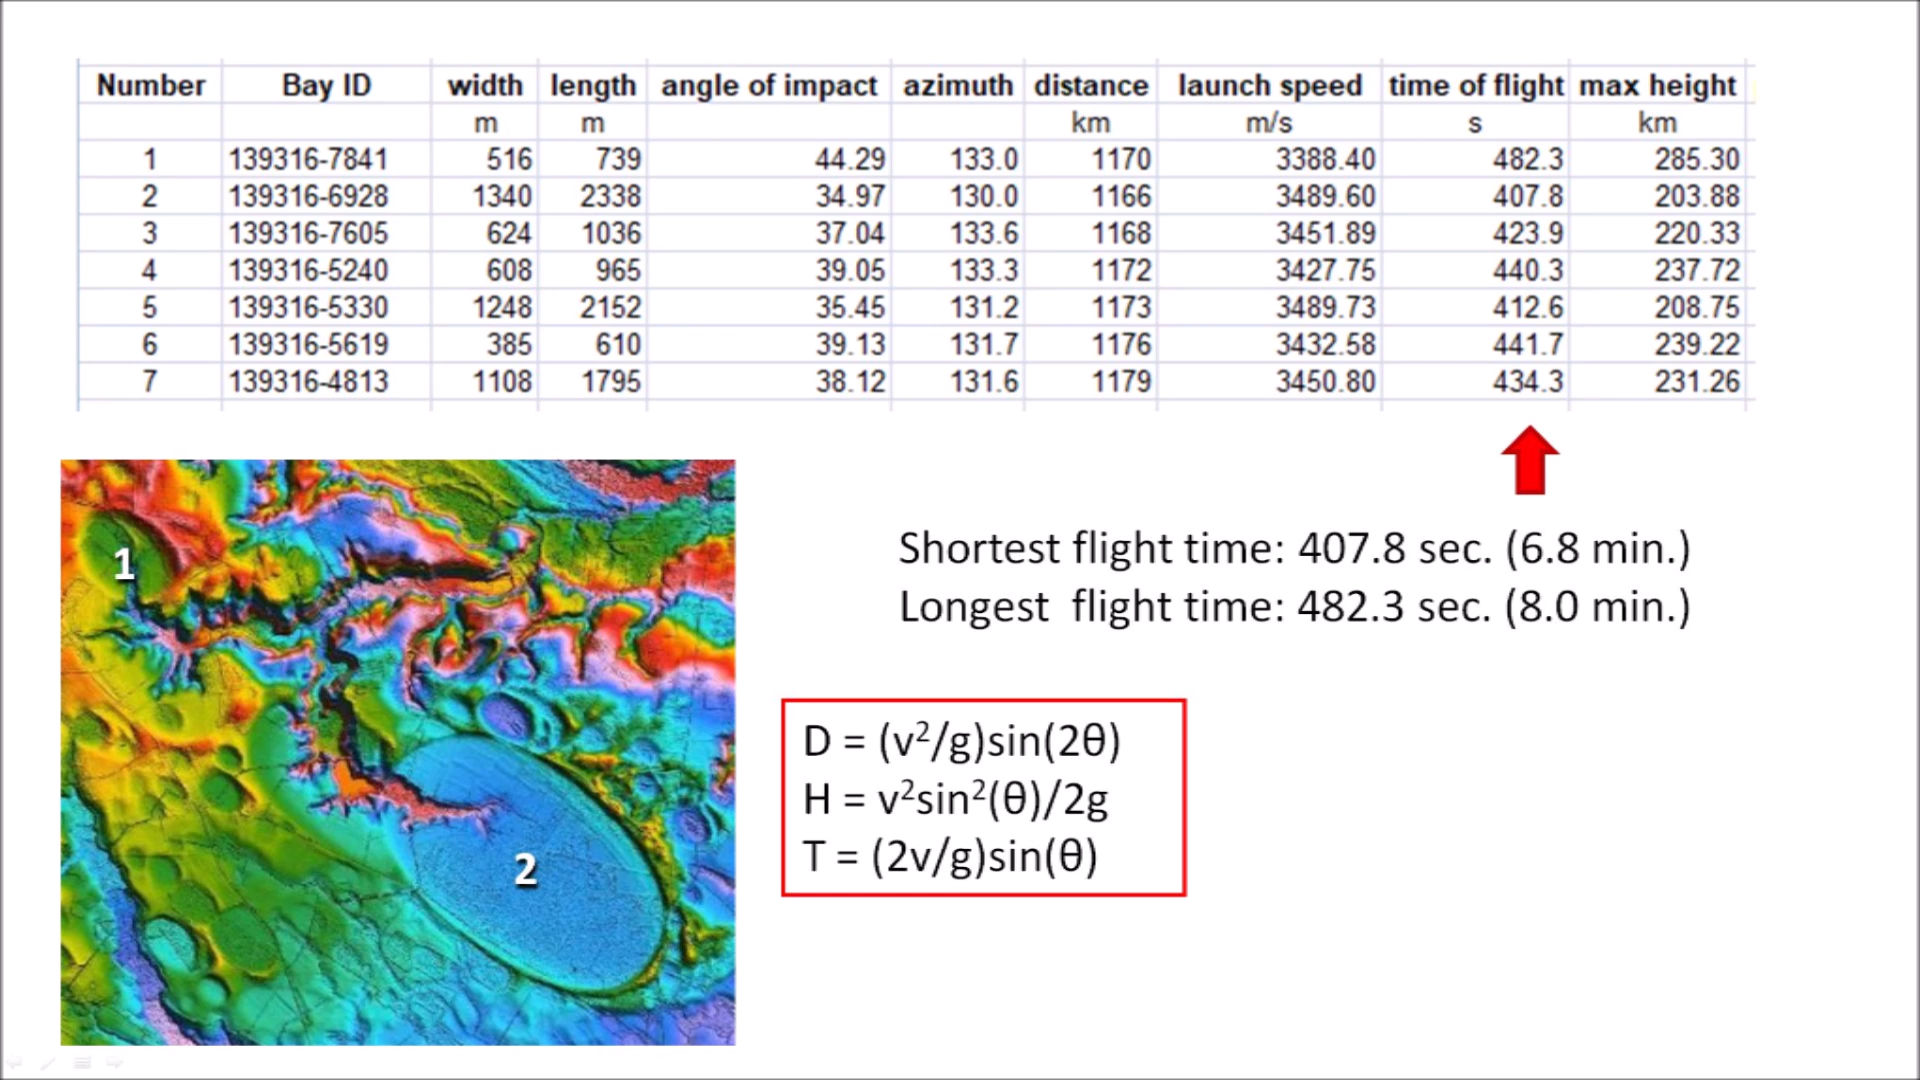 Number Bay ID width length angle of impact azimuth distance launch speed time of flight max height
m m km m/s s km
1 139316-7841 516 739 44.29 133.0 1170 3388.40 482.3 285.30
2 139316-6928 1340 2338 34.97 130.0 1166 3489.60 407.8 203.88
3 139316-7605 624 1036 37.04 133.6 1168 3451.89 423.9 220.33
4 139316-5240 608 965 39.05 133.3 1172 3427.75 440.3 237.72
5 139316-5330 1248 2152 35.45 131.2 1173 3489.73 412.6 208.75
6 139316-5619 385 610 39.13 131.7 1176 3432.58 441.7 239.22
7 139316-4813 1108 1795 38.12 131.6 1179 3450.80 434.3 231.26
Shortest flight time: 407.8 sec. (6.8 min.)
Longest flight time: 482.3 sec. (8.0 min.)
1
2
D = (v²/g)sin(2θ)
H = v²sin²(θ)/2g
T = (2v/g)sin(θ)